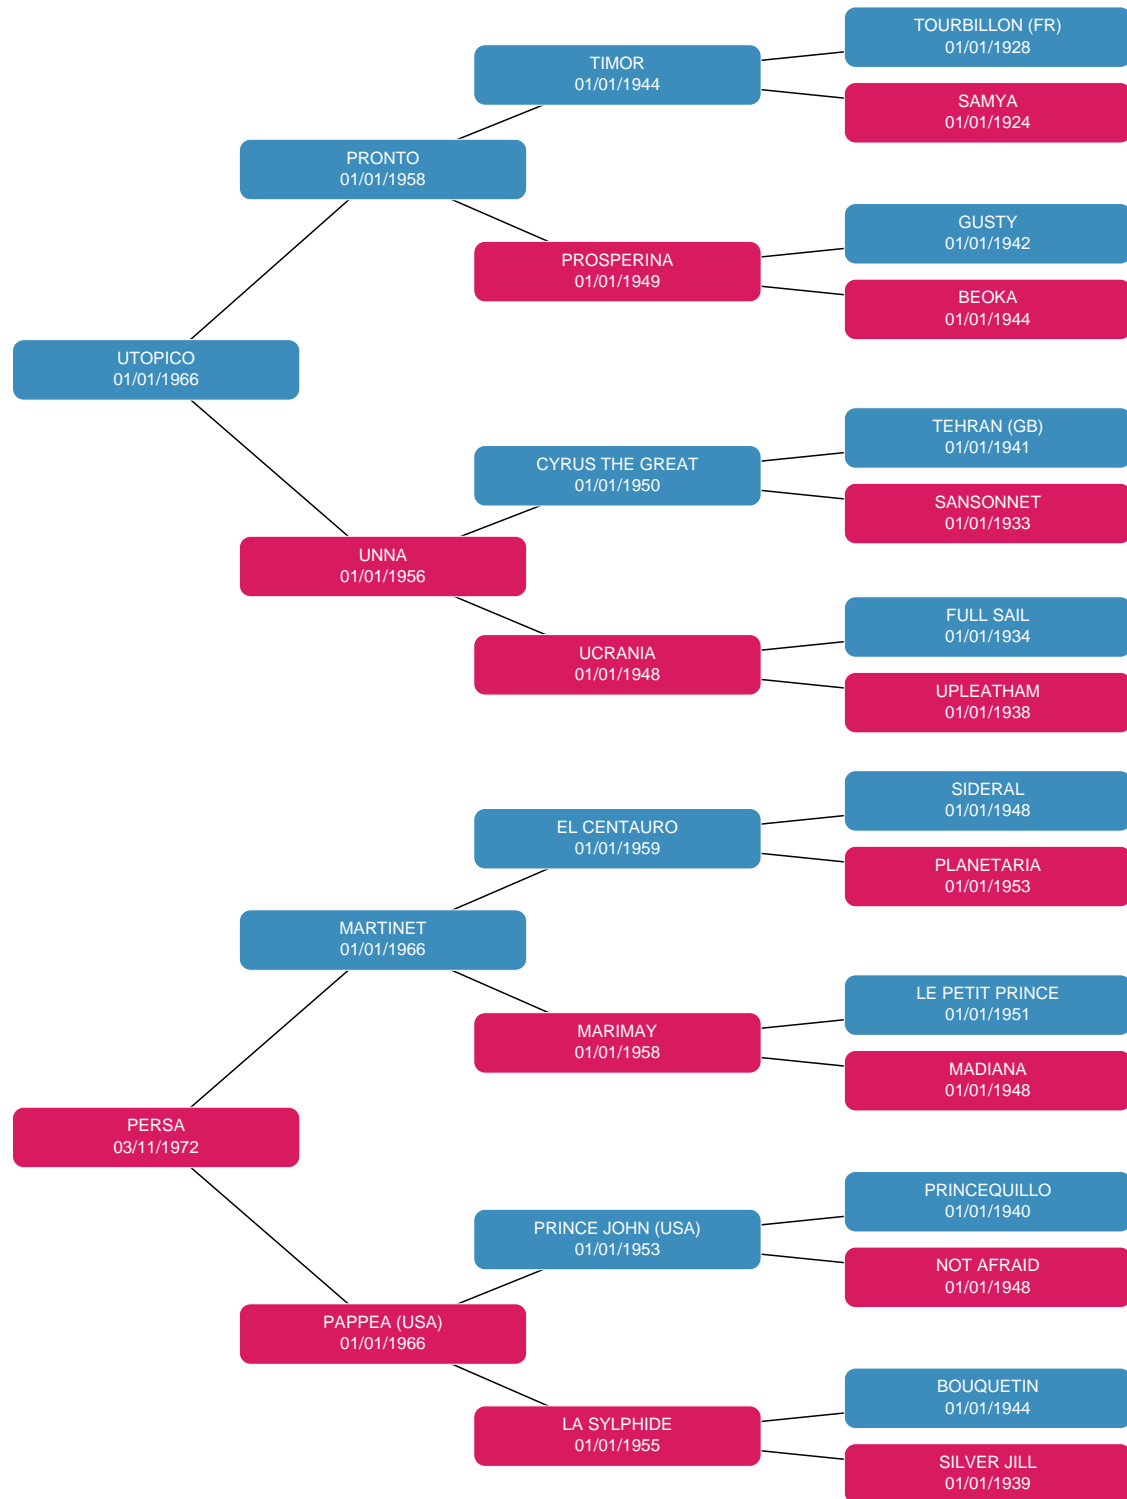 TOURBILLON (FR)
01/01/1928
TIMOR
01/01/1944
SAMYA
01/01/1924
PRONTO
01/01/1958
GUSTY
01/01/1942
PROSPERINA
01/01/1949
BEOKA
01/01/1944
UTOPICO
01/01/1966
TEHRAN (GB)
01/01/1941
CYRUS THE GREAT
01/01/1950
SANSONNET
01/01/1933
UNNA
01/01/1956
FULL SAIL
01/01/1934
UCRANIA
01/01/1948
UPLEATHAM
01/01/1938
SIDERAL
01/01/1948
EL CENTAURO
01/01/1959
PLANETARIA
01/01/1953
MARTINET
01/01/1966
LE PETIT PRINCE
01/01/1951
MARIMAY
01/01/1958
MADIANA
01/01/1948
PERSA
03/11/1972
PRINCEQUILLO
01/01/1940
PRINCE JOHN (USA)
01/01/1953
NOT AFRAID
01/01/1948
PAPPEA (USA)
01/01/1966
BOUQUETIN
01/01/1944
LA SYLPHIDE
01/01/1955
SILVER JILL
01/01/1939